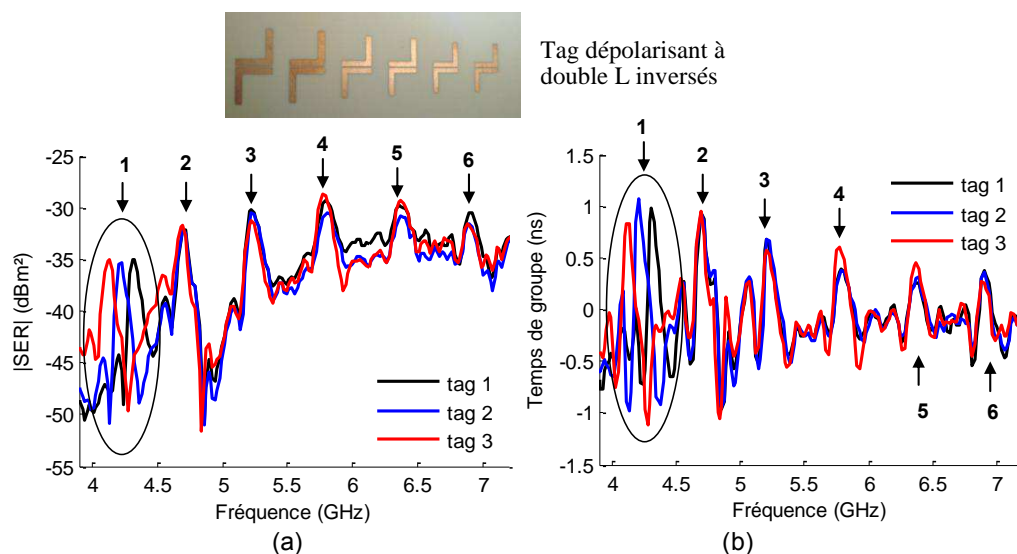 Tag dépolarisant à
double L inversés
1
2
3
4
5
6
-25
-30
-35
-40
-45
-50
-55
|SER| (dBm²)
tag 1
tag 2
tag 3
4
4.5
5
5.5
6
6.5
7
Fréquence (GHz)
(a)
1
2
3
4
5
6
1.5
1
0.5
0
-0.5
-1
-1.5
Temps de groupe (ns)
tag 1
tag 2
tag 3
4
4.5
5
5.5
6
6.5
7
Fréquence (GHz)
(b)